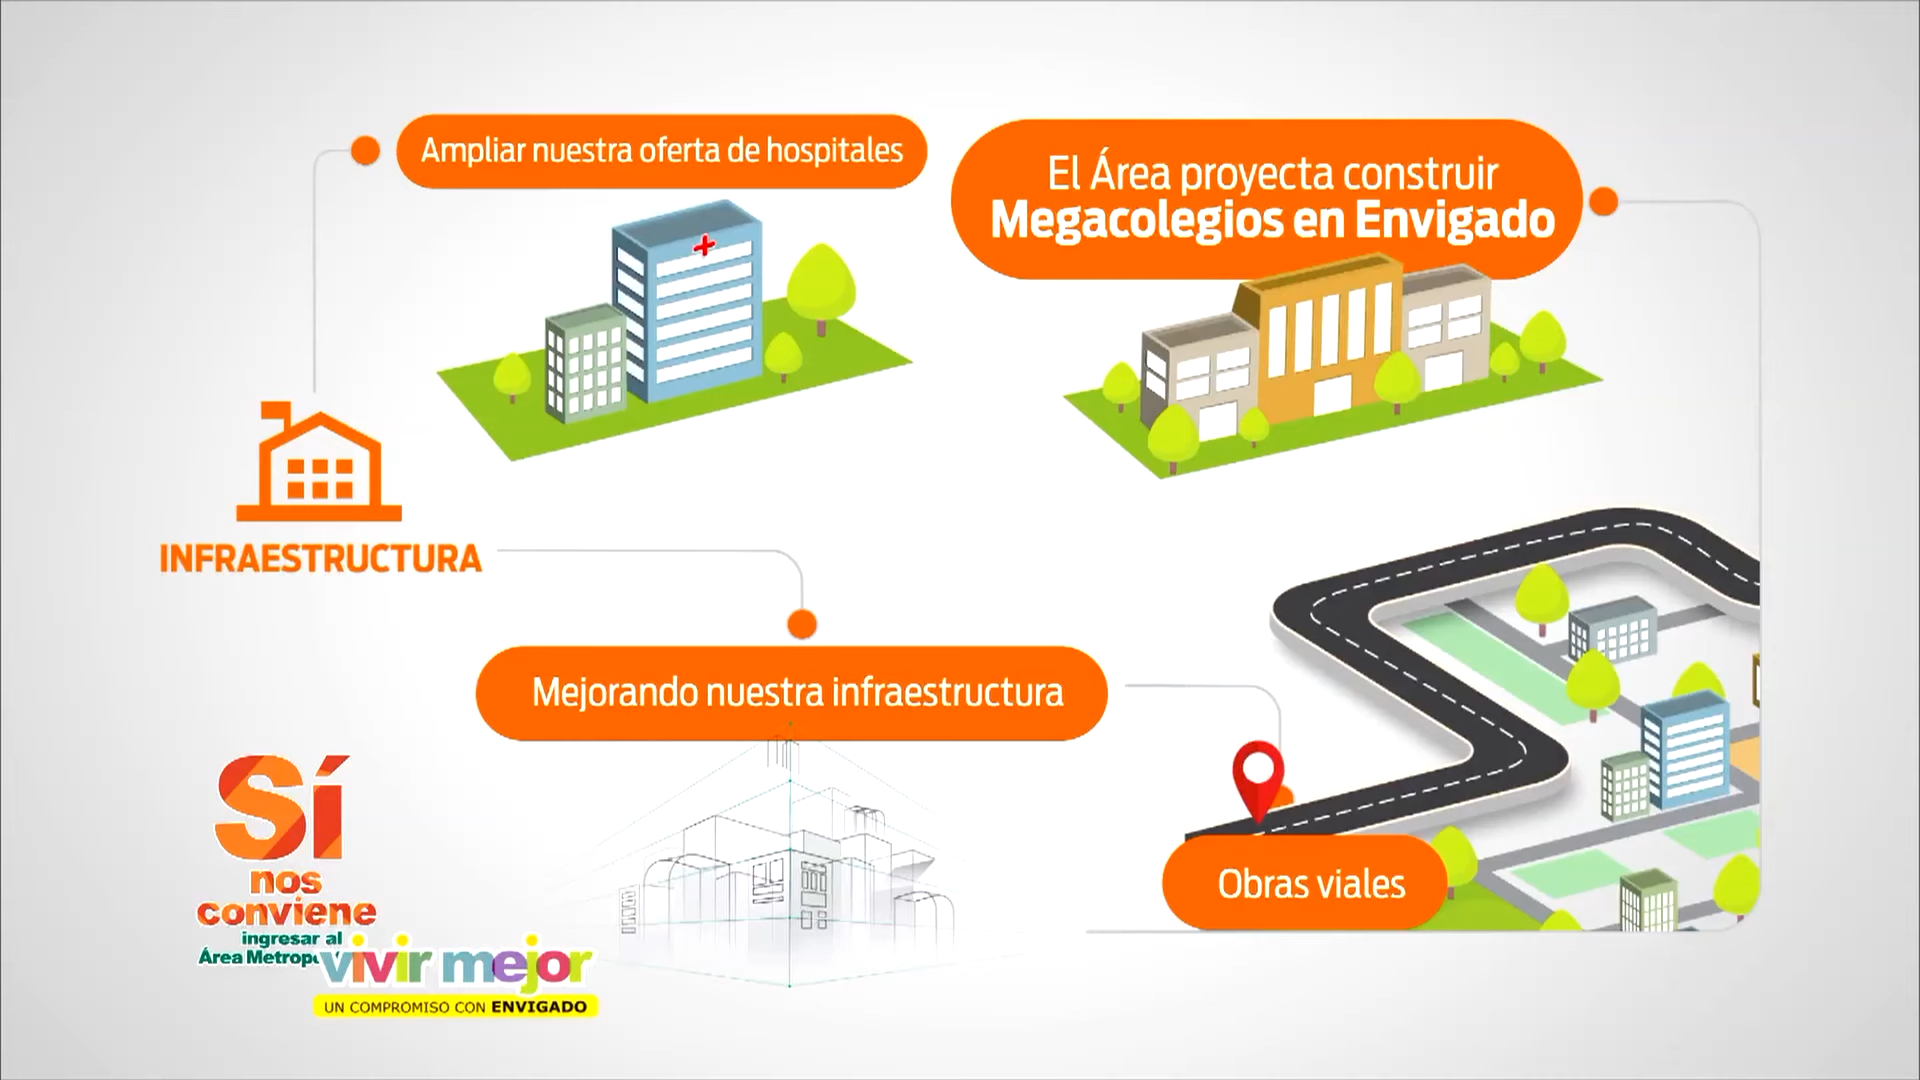 Ampliar nuestra oferta de hospitales
El Área proyecta construir
Megacolegios en Envigado
INFRAESTRUCTURA
Mejorando nuestra infraestructura
Obras viales
Sí
nos
conviene
ingresar al
Área
vivir mejor
UN COMPROMISO CON ENVIGADO